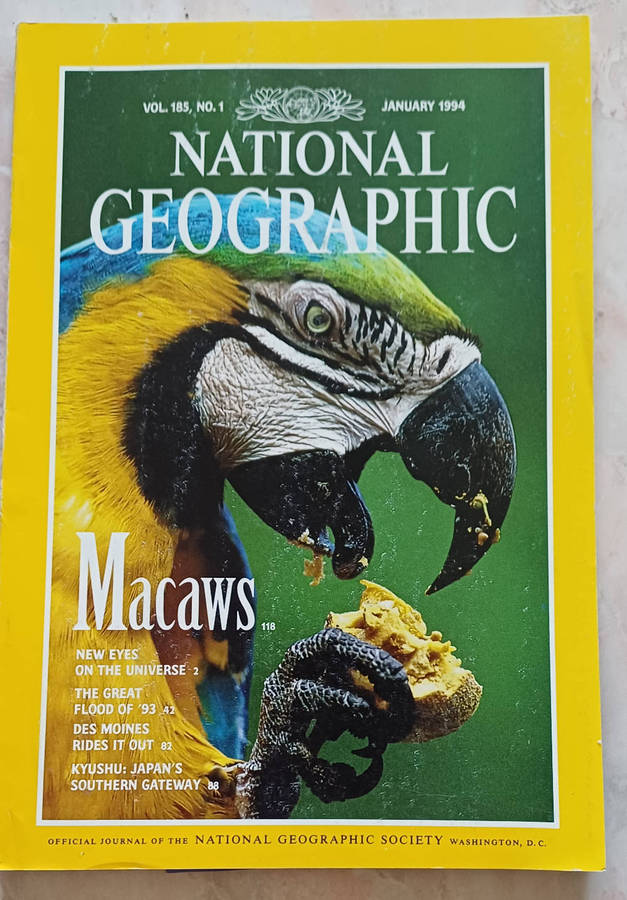 VOL. 185, NO. 1
JANUARY 1994
NATIONAL
GEOGRAPHIC
Macaws 118
NEW EYES
ON THE UNIVERSE 2
THE GREAT
FLOOD OF '93 42
DES MOINES
RIDES IT OUT 82
KYUSHU: JAPAN'S
SOUTHERN GATEWAY 88
OFFICIAL JOURNAL OF THE NATIONAL GEOGRAPHIC SOCIETY WASHINGTON, D.C.